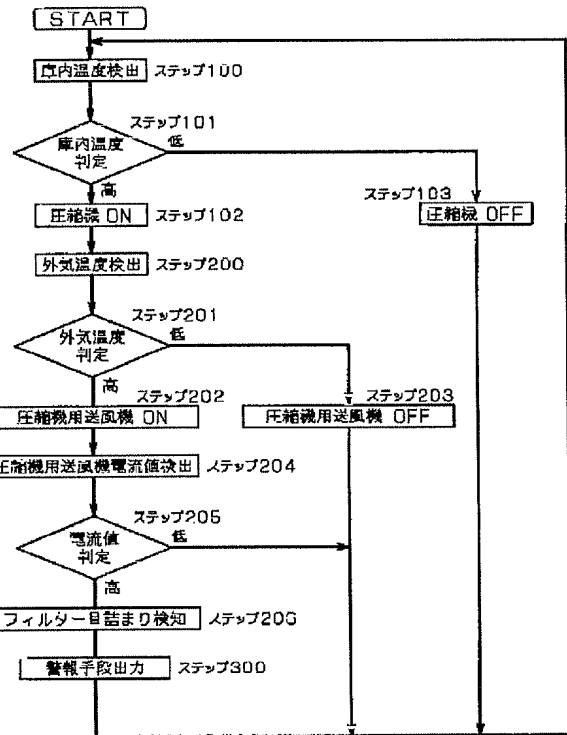 START
庫内温度検出 ステップ100
ステップ101
庫内温度
判定
低
高
ステップ103
圧縮機 ON ステップ102
圧縮機 OFF
外気温度検出 ステップ200
ステップ201
外気温度
判定
低
高
ステップ202
ステップ203
圧縮機用送風機 ON
圧縮機用送風機 OFF
圧縮機用送風機電流値検出 ステップ204
ステップ205
電流値
判定
低
高
フィルター目詰まり検知 ステップ206
警報手段出力 ステップ300